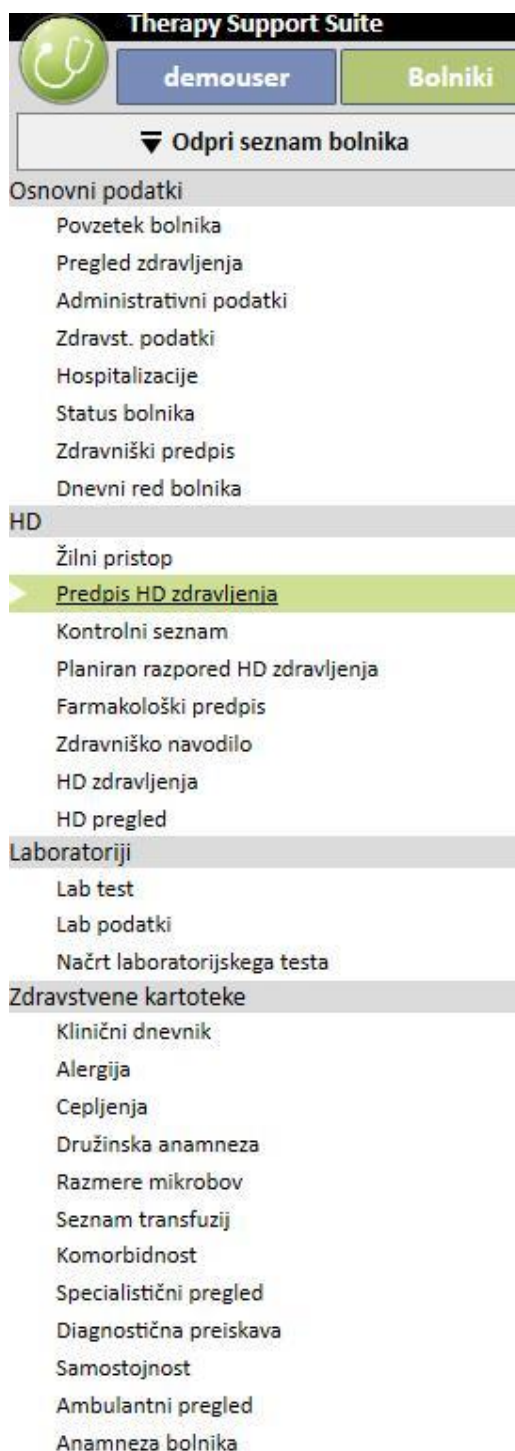 Therapy Support Suite
demouser
Bolniki
Odpri seznam bolnika
Osnovni podatki
Povzetek bolnika
Pregled zdravljenja
Administrativni podatki
Zdravst. podatki
Hospitalizacije
Status bolnika
Zdravniški predpis
Dnevni red bolnika
HD
Žilni pristop
Predpis HD zdravljenja
Kontrolni seznam
Planiran razpored HD zdravljenja
Farmakološki predpis
Zdravniško navodilo
HD zdravljenja
HD pregled
Laboratoriji
Lab test
Lab podatki
Načrt laboratorijskega testa
Zdravstvene kartoteke
Klinični dnevnik
Alergija
Cepljenja
Družinska anamneza
Razmere mikrobov
Seznam transfuzij
Komorbidnost
Specialistični pregled
Diagnostična preiskava
Samostojnost
Ambulantni pregled
Anamneza bolnika